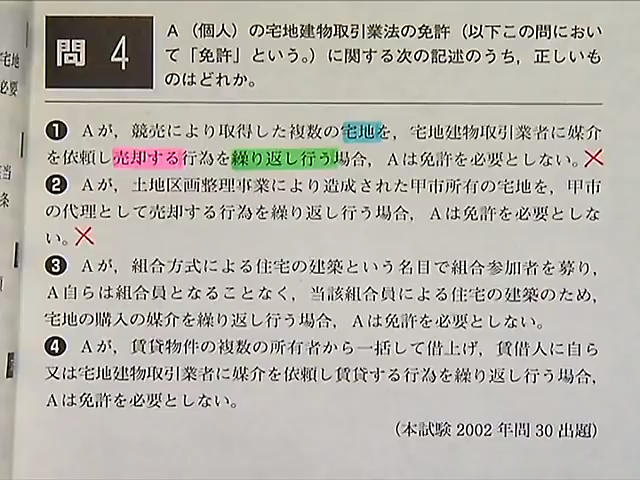 問 4
A（個人）の宅地建物取引業法の免許（以下この問におい
て「免許」という。）に関する次の記述のうち，正しいも
のはどれか。
❶ Aが，競売により取得した複数の宅地を，宅地建物取引業者に媒介
を依頼し売却する行為を繰り返し行う場合，Aは免許を必要としない。
❷ Aが，土地区画整理事業により造成された甲市所有の宅地を，甲市
の代理として売却する行為を繰り返し行う場合，Aは免許を必要としな
い。
❸ Aが，組合方式による住宅の建築という名目で組合参加者を募り，
A自らは組合員となることなく，当該組合員による住宅の建築のため，
宅地の購入の媒介を繰り返し行う場合，Aは免許を必要としない。
❹ Aが，賃貸物件の複数の所有者から一括して借上げ，賃借人に自ら
又は宅地建物取引業者に媒介を依頼し賃貸する行為を繰り返し行う場合，
Aは免許を必要としない。
（本試験 2002 年問 30 出題）